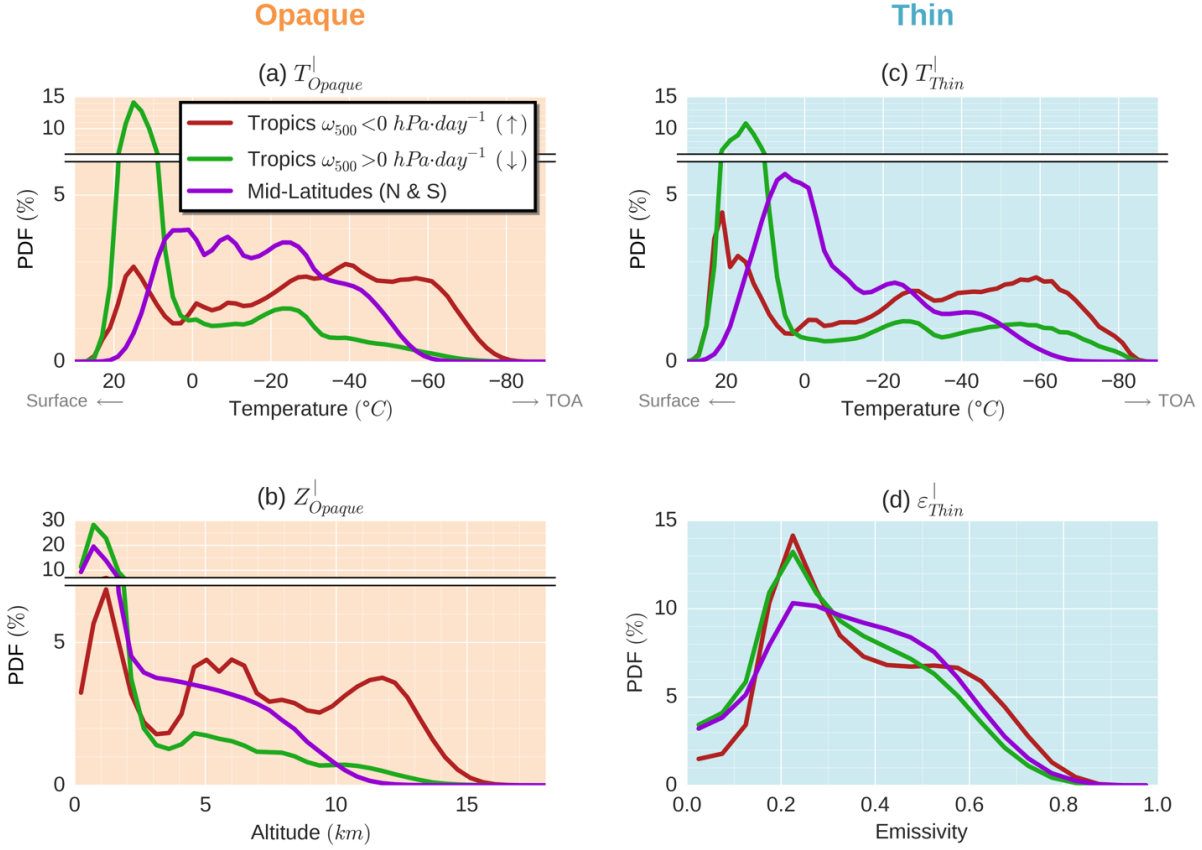 Opaque
Thin
(a) T|Opaque
(c) T|Thin
15
10
5
0
PDF (%)
Tropics ω500 <0 hPa·day−1 (↑)
Tropics ω500 >0 hPa·day−1 (↓)
Mid-Latitudes (N & S)
20 0 −20 −40 −60 −80
Surface ⟵ Temperature (°C) ⟶ TOA
15
10
5
0
PDF (%)
20 0 −20 −40 −60 −80
Surface ⟵ Temperature (°C) ⟶ TOA
(b) Z|Opaque
(d) ε|Thin
30
20
10
5
0
PDF (%)
0 5 10 15
Altitude (km)
15
10
5
0
PDF (%)
0.0 0.2 0.4 0.6 0.8 1.0
Emissivity